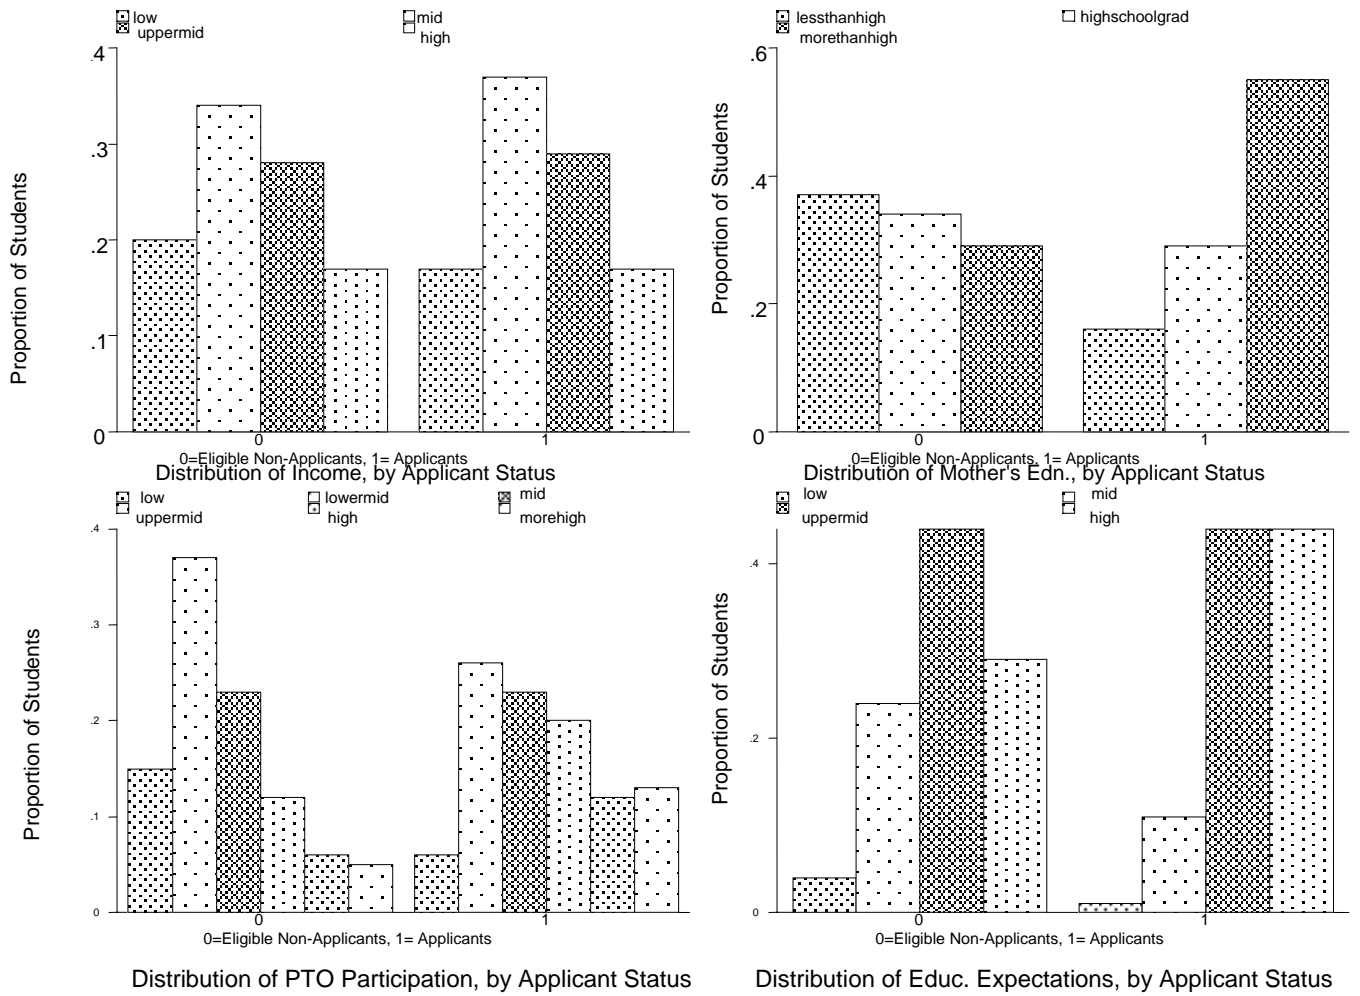 low mid
uppermid high
.4
.3
.2
.1
0
Proportion of Students
0 1
0=Eligible Non-Applicants, 1= Applicants
Distribution of Income, by Applicant Status
lessthanhigh highschoolgrad
morethanhigh
.6
.4
.2
0
Proportion of Students
0 1
0=Eligible Non-Applicants, 1= Applicants
Distribution of Mother's Edn., by Applicant Status
low lowermid mid
uppermid high morehigh
.4
.3
.2
.1
0
Proportion of Students
0 1
0=Eligible Non-Applicants, 1= Applicants
Distribution of PTO Participation, by Applicant Status
low mid
uppermid high
.4
.2
0
Proportion of Students
0 1
0=Eligible Non-Applicants, 1= Applicants
Distribution of Educ. Expectations, by Applicant Status